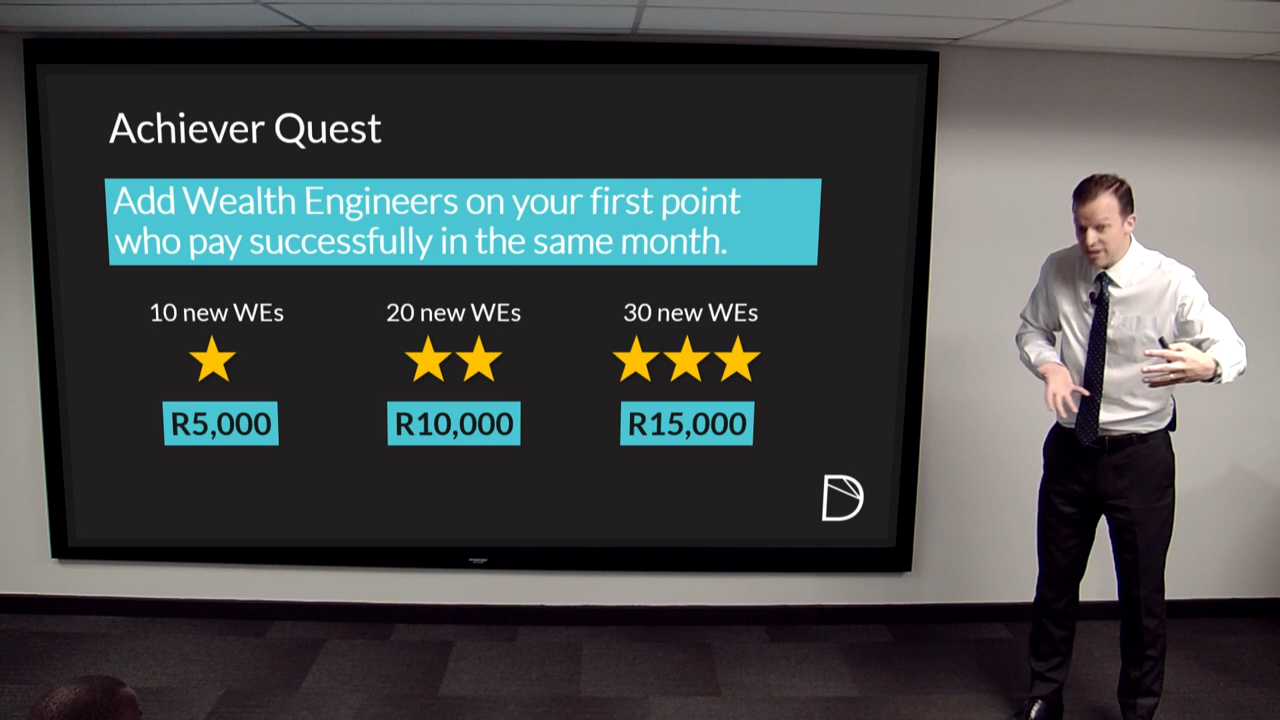 Achiever Quest
Add Wealth Engineers on your first point
who pay successfully in the same month.
10 new WEs
20 new WEs
30 new WEs
R5,000
R10,000
R15,000